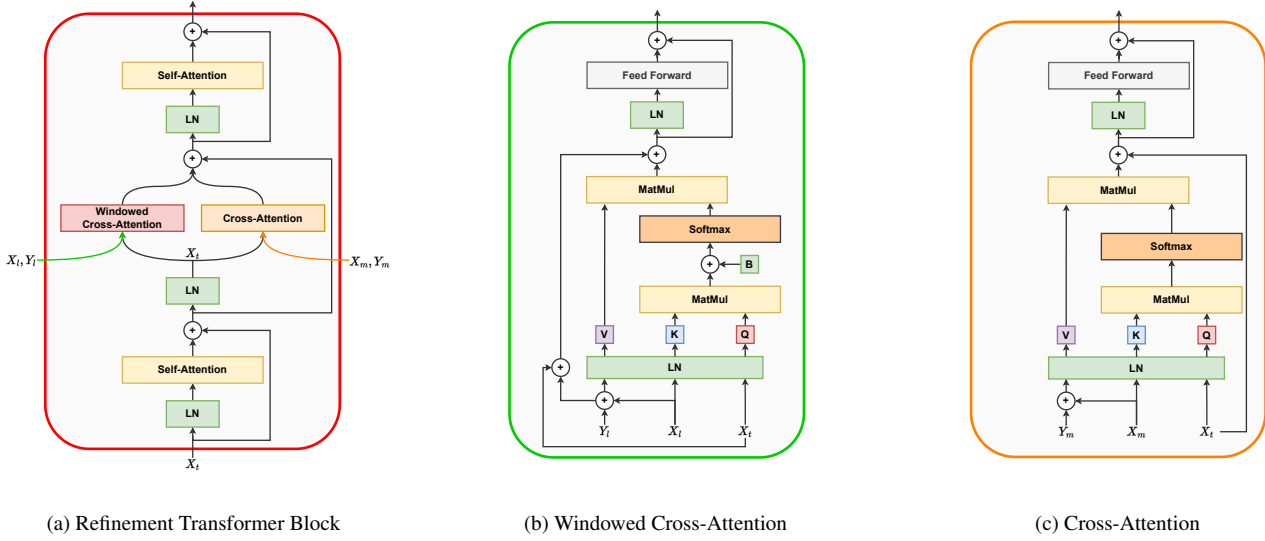 +
Self-Attention
LN
+
Windowed
Cross-Attention
Cross-Attention
X_l, Y_l
X_t
X_m, Y_m
LN
+
Self-Attention
LN
X_t
(a) Refinement Transformer Block
+
Feed Forward
LN
+
MatMul
Softmax
+
B
MatMul
V
K
Q
LN
+
+
Y_l
X_l
X_t
(b) Windowed Cross-Attention
+
Feed Forward
LN
+
MatMul
Softmax
MatMul
V
K
Q
LN
+
Y_m
X_m
X_t
(c) Cross-Attention